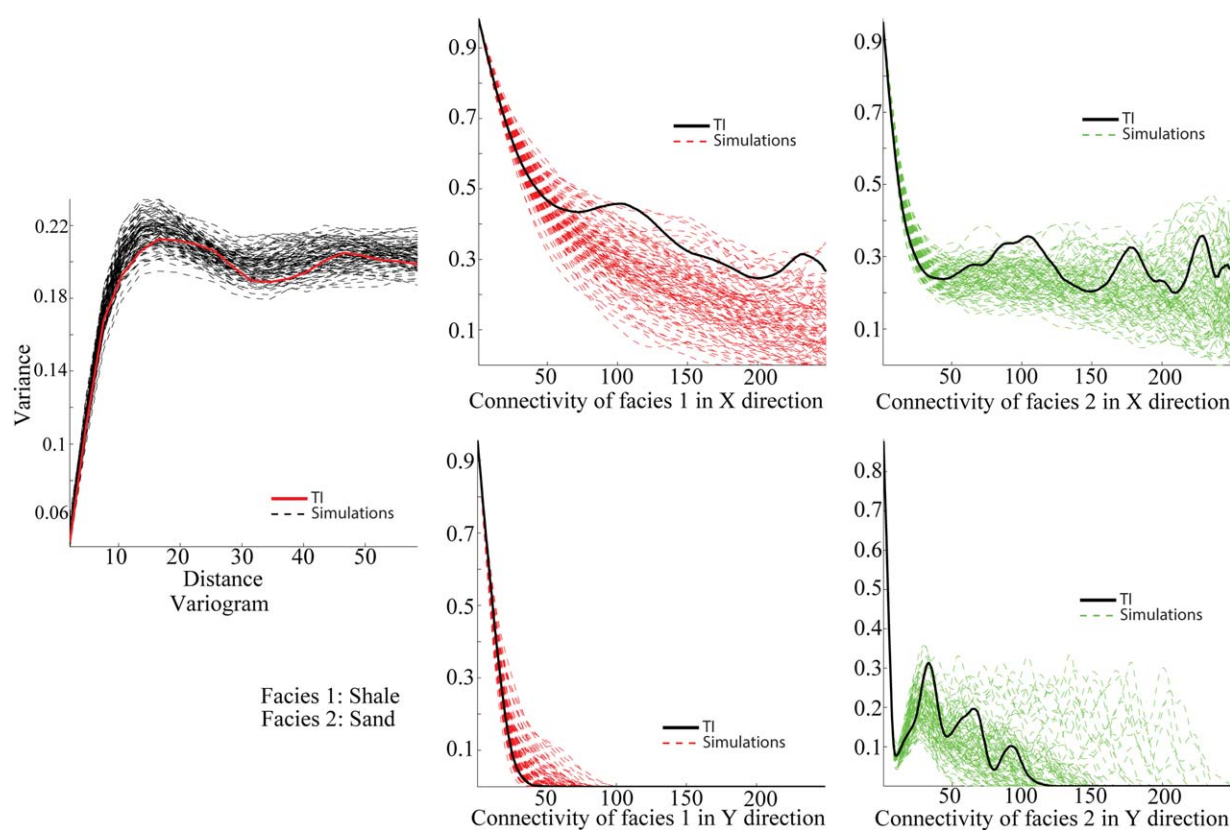 0.22
0.18
0.14
0.1
0.06
Variance
TI
Simulations
10
20
30
40
50
Distance
Variogram
Facies 1: Shale
Facies 2: Sand
0.9
0.7
0.5
0.3
0.1
TI
Simulations
50
100
150
200
Connectivity of facies 1 in X direction
0.9
0.7
0.5
0.3
0.1
TI
Simulations
50
100
150
200
Connectivity of facies 2 in X direction
0.9
0.7
0.5
0.3
0.1
TI
Simulations
50
100
150
200
Connectivity of facies 1 in Y direction
0.8
0.7
0.6
0.5
0.4
0.3
0.2
0.1
TI
Simulations
50
100
150
200
Connectivity of facies 2 in Y direction